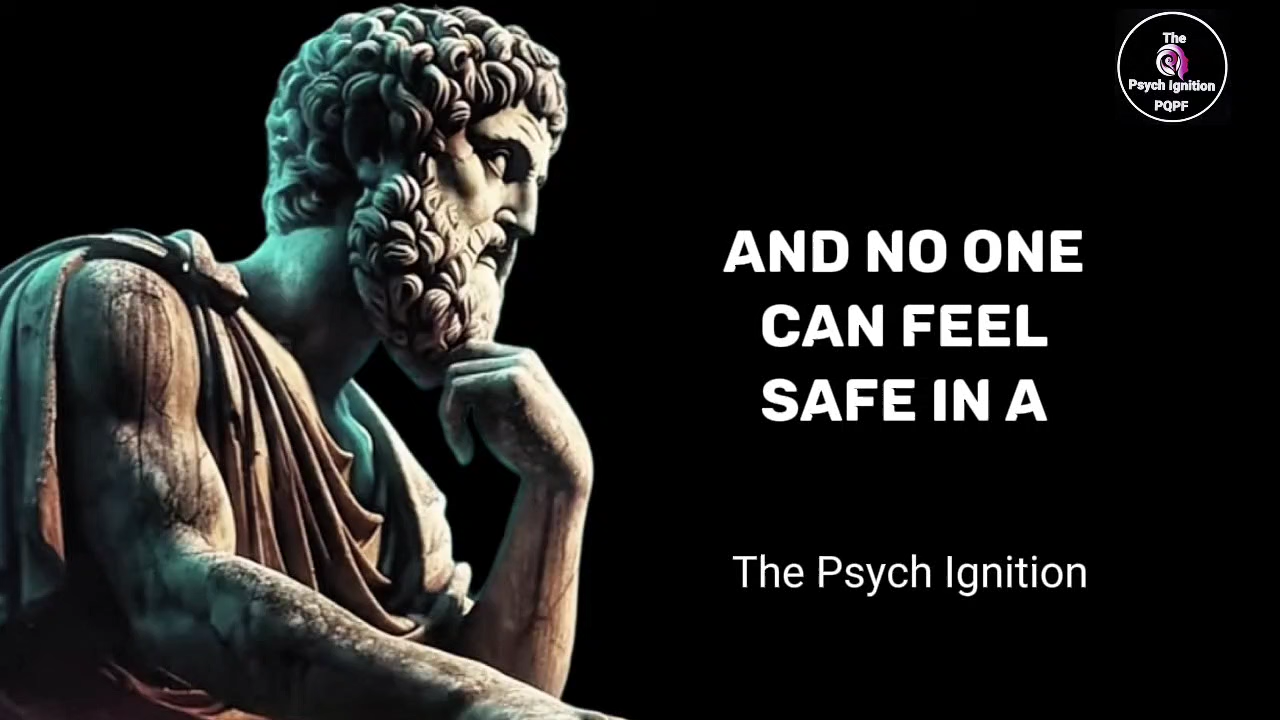 The
Psych Ignition
PQPF
AND NO ONE
CAN FEEL
SAFE IN A
The Psych Ignition